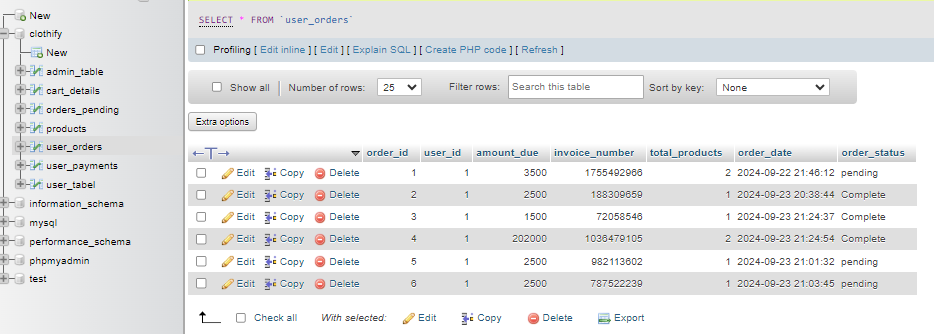 New
clothify
New
admin_table
cart_details
orders_pending
products
user_orders
user_payments
user_tabel
information_schema
mysql
performance_schema
phpmyadmin
test
SELECT * FROM `user_orders`
Profiling [ Edit inline ] [ Edit ] [ Explain SQL ] [ Create PHP code ] [ Refresh ]
Show all Number of rows: 25 Filter rows: Search this table Sort by key: None
Extra options
order_id user_id amount_due invoice_number total_products order_date order_status
Edit Copy Delete 1 1 3500 1755492966 2 2024-09-22 21:46:12 pending
Edit Copy Delete 2 1 2500 188309659 1 2024-09-23 20:38:44 Complete
Edit Copy Delete 3 1 1500 72058546 1 2024-09-23 21:24:37 Complete
Edit Copy Delete 4 1 202000 1036479105 2 2024-09-23 21:24:54 Complete
Edit Copy Delete 5 1 2500 982113602 1 2024-09-23 21:01:32 pending
Edit Copy Delete 6 1 2500 787522239 1 2024-09-23 21:03:45 pending
Check all With selected: Edit Copy Delete Export